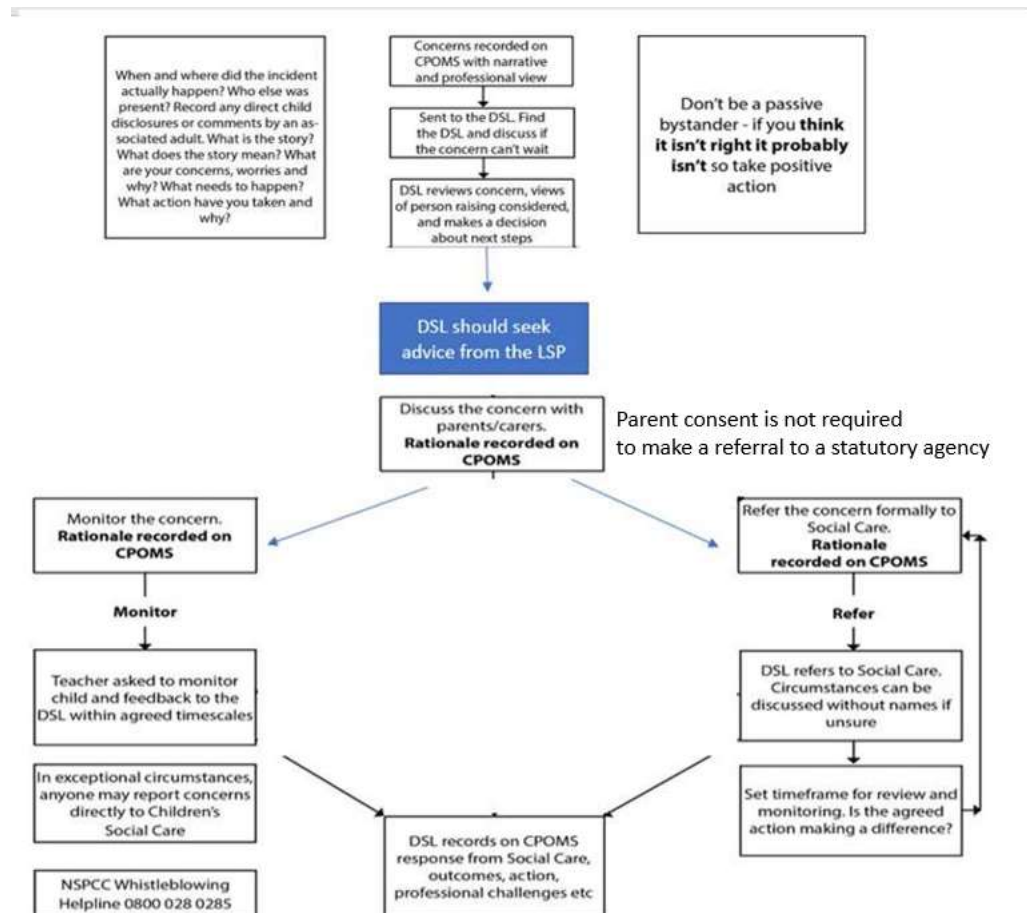 When and where did the incident
actually happen? Who else was
present? Record any direct child
disclosures or comments by an as-
sociated adult. What is the story?
What does the story mean? What
are your concerns, worries and
why? What needs to happen?
What action have you taken and
why?
Concerns recorded on
CPOMS with narrative
and professional view
Sent to the DSL. Find
the DSL and discuss if
the concern can't wait
DSL reviews concern, views
of person raising considered,
and makes a decision
about next steps
Don't be a passive
bystander - if you think
it isn't right it probably
isn't so take positive
action
DSL should seek
advice from the LSP
Discuss the concern with
parents/carers.
Rationale recorded on
CPOMS
Parent consent is not required
to make a referral to a statutory agency
Monitor the concern.
Rationale recorded on
CPOMS
Monitor
Teacher asked to monitor
child and feedback to the
DSL within agreed timescales
In exceptional circumstances,
anyone may report concerns
directly to Children's
Social Care
NSPCC Whistleblowing
Helpline 0800 028 0285
Refer the concern formally to
Social Care.
Rationale
recorded on CPOMS
Refer
DSL refers to Social Care.
Circumstances can be
discussed without names if
unsure
Set timeframe for review and
monitoring. Is the agreed
action making a difference?
DSL records on CPOMS
response from Social Care,
outcomes, action,
professional challenges etc